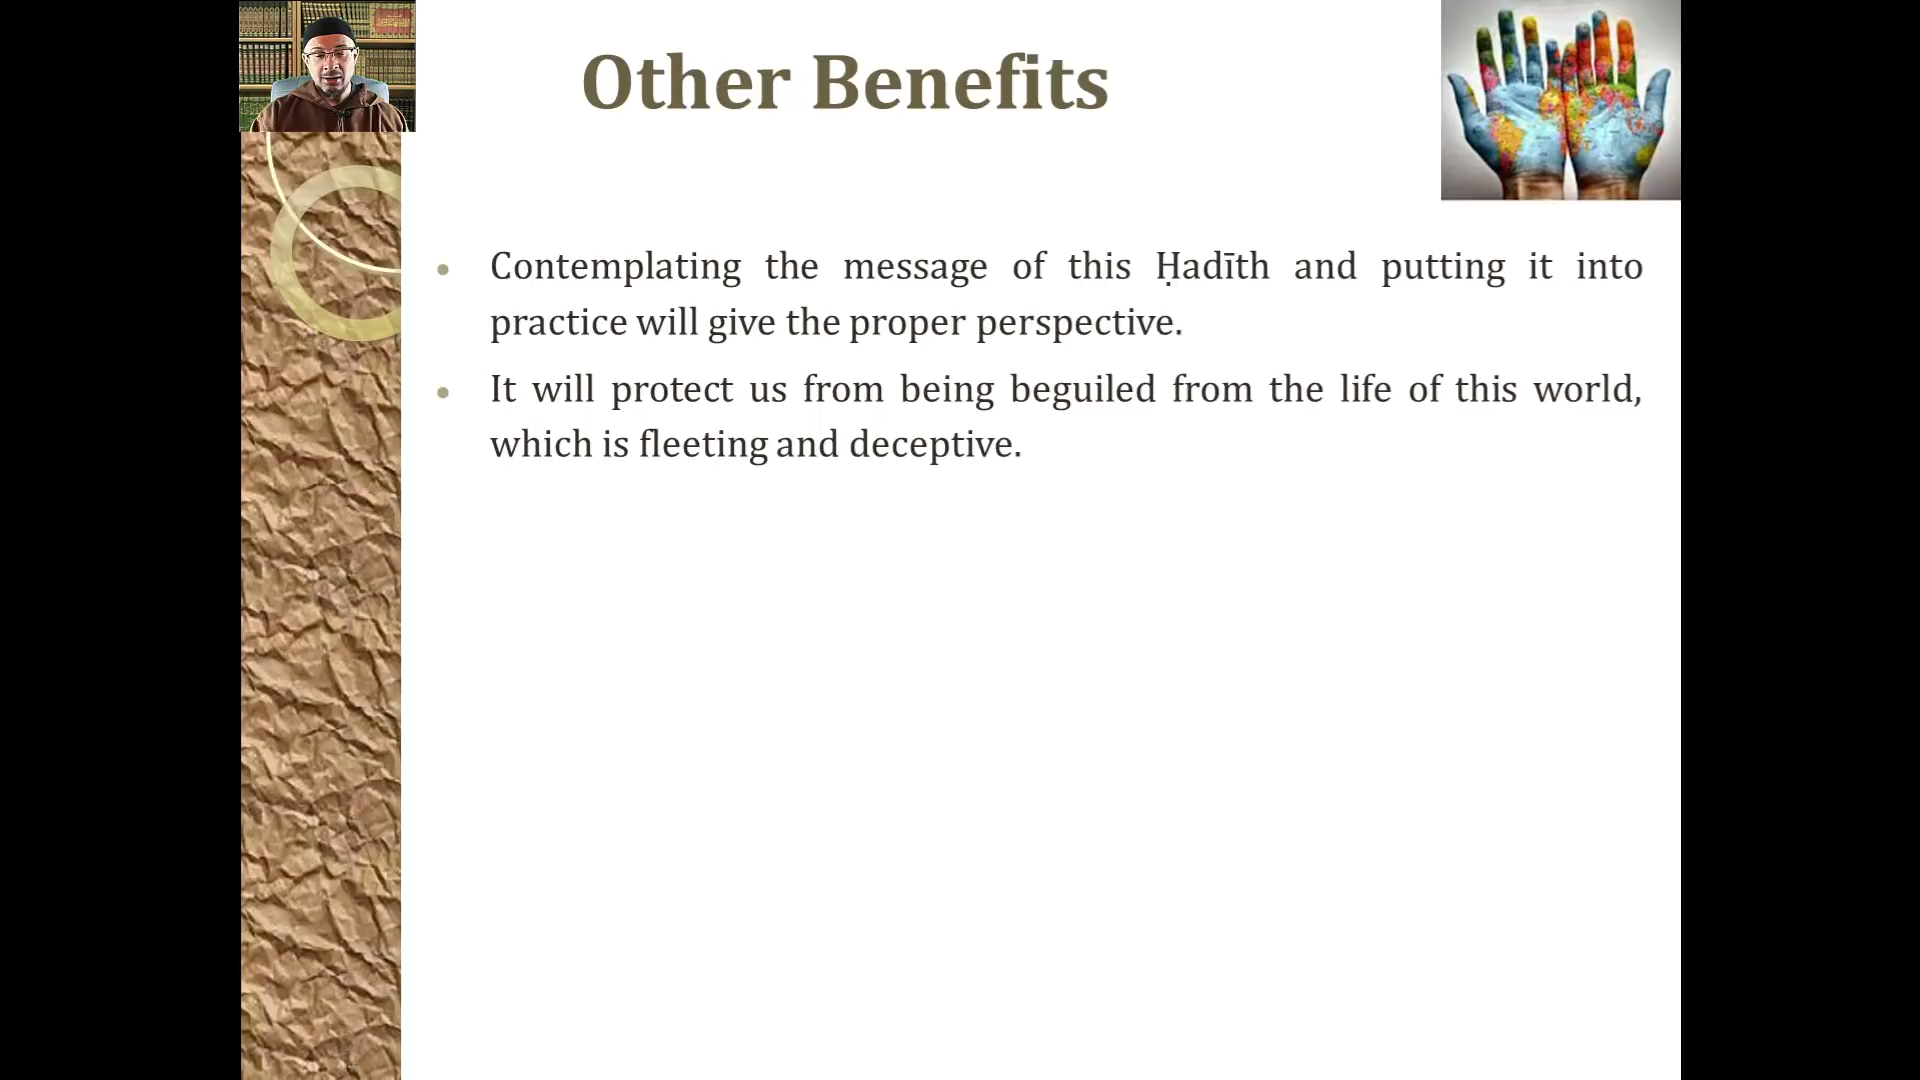 Other Benefits
• Contemplating the message of this Ḥadīth and putting it into
practice will give the proper perspective.
• It will protect us from being beguiled from the life of this world,
which is fleeting and deceptive.